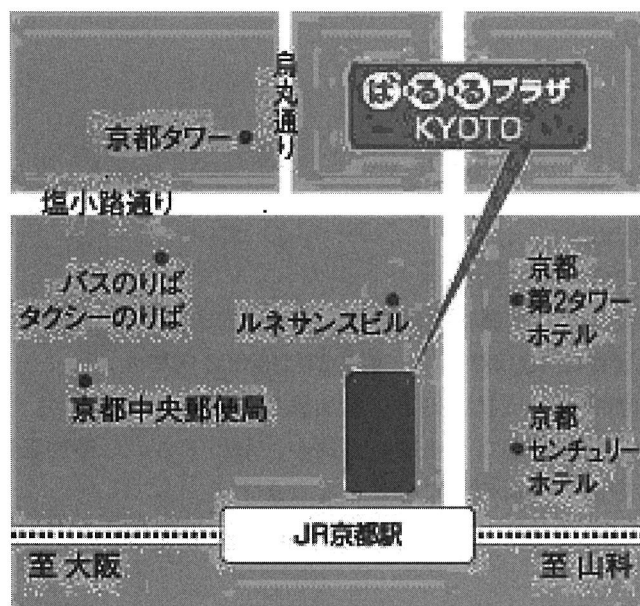 烏丸通り
ぱ・る・るプラザ
KYOTO
京都タワー
塩小路通り
バスのりば
タクシーのりば
ルネサンスビル
京都
第2タワー
ホテル
京都中央郵便局
京都
センチュリー
ホテル
JR京都駅
至 大阪
至 山科